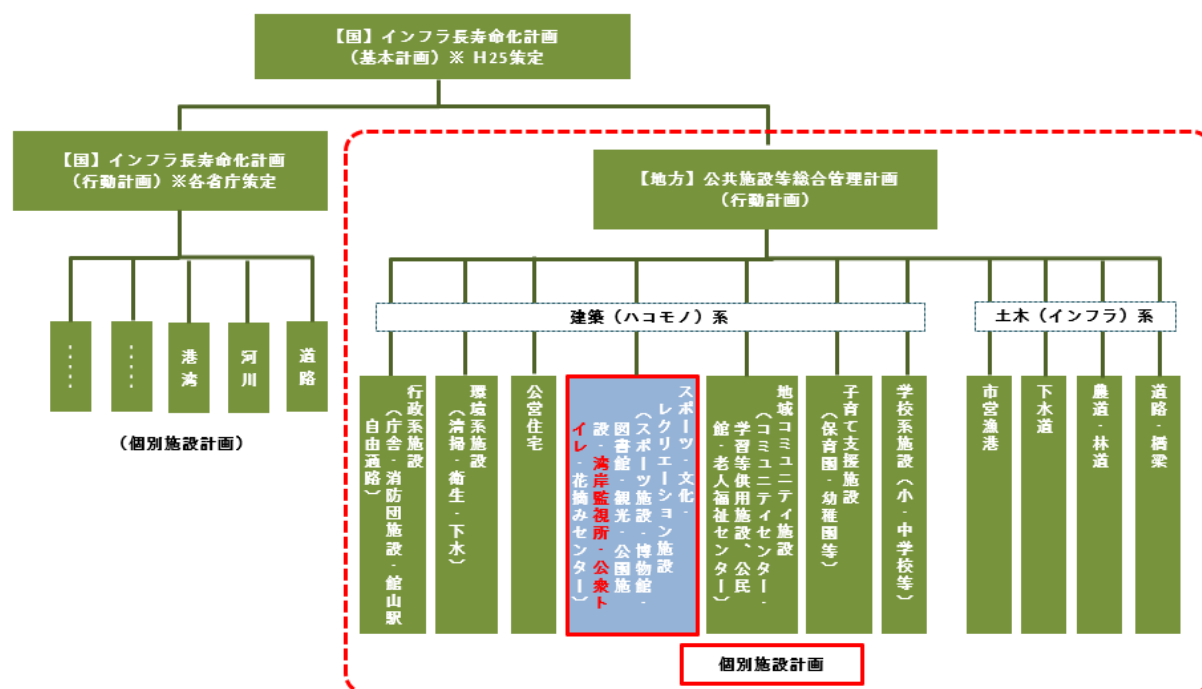 【国】インフラ長寿命化計画
（基本計画）※ H25策定
【国】インフラ長寿命化計画
（行動計画）※各省庁策定
【地方】公共施設等総合管理計画
（行動計画）
建築（ハコモノ）系
土木（インフラ）系
・・・・・
・・・・・
港湾
河川
道路
（個別施設計画）
行政系施設
（庁舎・消防団施設・館山駅
自由通路）
環境系施設
（清掃・衛生・下水）
公営住宅
スポーツ・文化・
レクリエーション施設
（スポーツ施設・博物館・
図書館・観光・公園施
設・湾岸監視所・公衆ト
イレ・花摘みセンター）
地域コミュニティ施設
（コミュニティセンター・
学習等供用施設、公民
館・老人福祉センター）
子育て支援施設
（保育園・幼稚園等）
学校系施設（小・中学校等）
市営漁港
下水道
農道・林道
道路・橋梁
個別施設計画